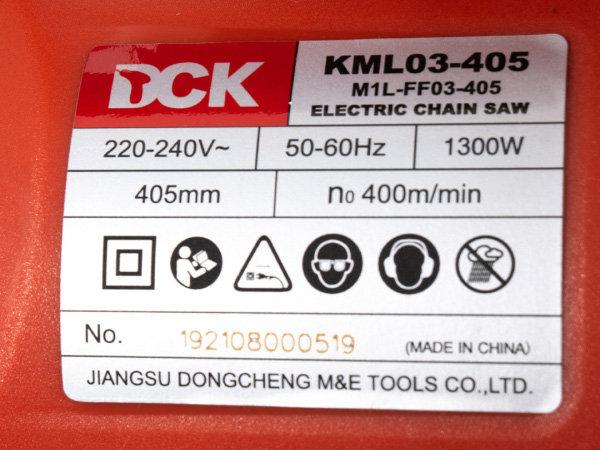 DCK
KML03-405
M1L-FF03-405
ELECTRIC CHAIN SAW
220-240V~ 50-60Hz 1300W
405mm n0 400m/min
No. 192108000519 (MADE IN CHINA)
JIANGSU DONGCHENG M&E TOOLS CO.,LTD.